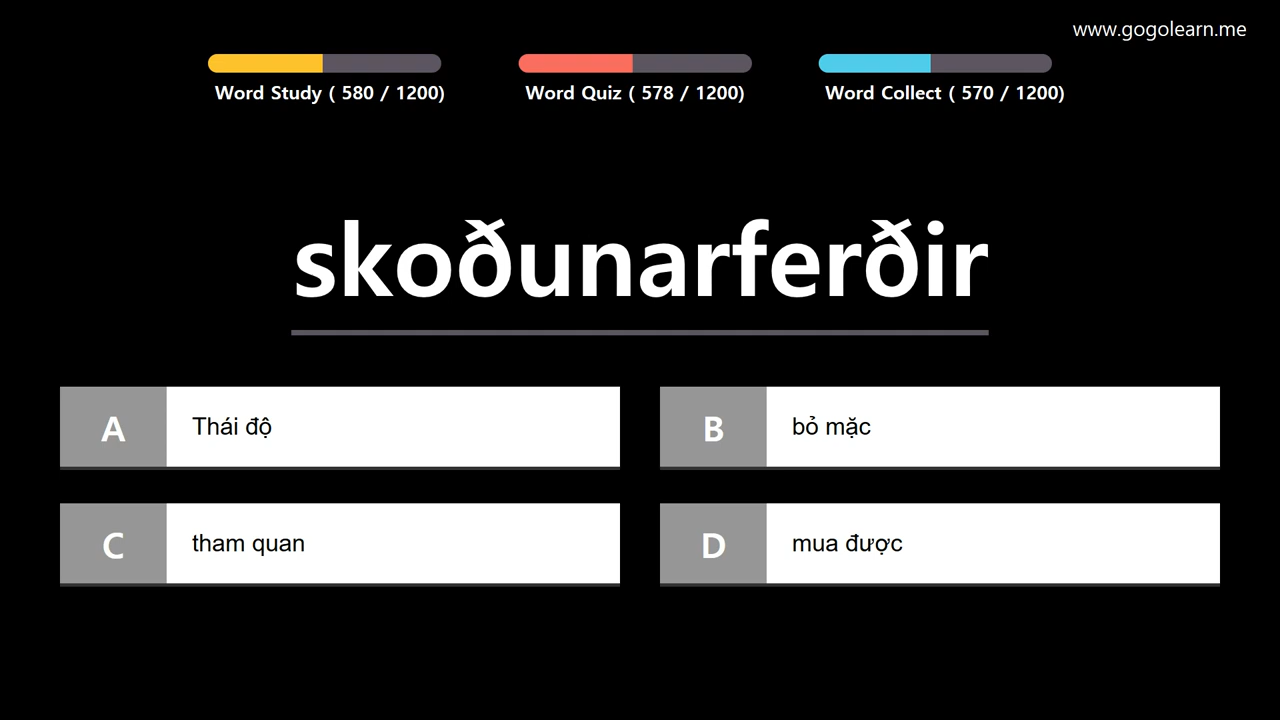 www.gogolearn.me
Word Study ( 580 / 1200)
Word Quiz ( 578 / 1200)
Word Collect ( 570 / 1200)
skoðunarferðir
A
Thái độ
B
bỏ mặc
C
tham quan
D
mua được